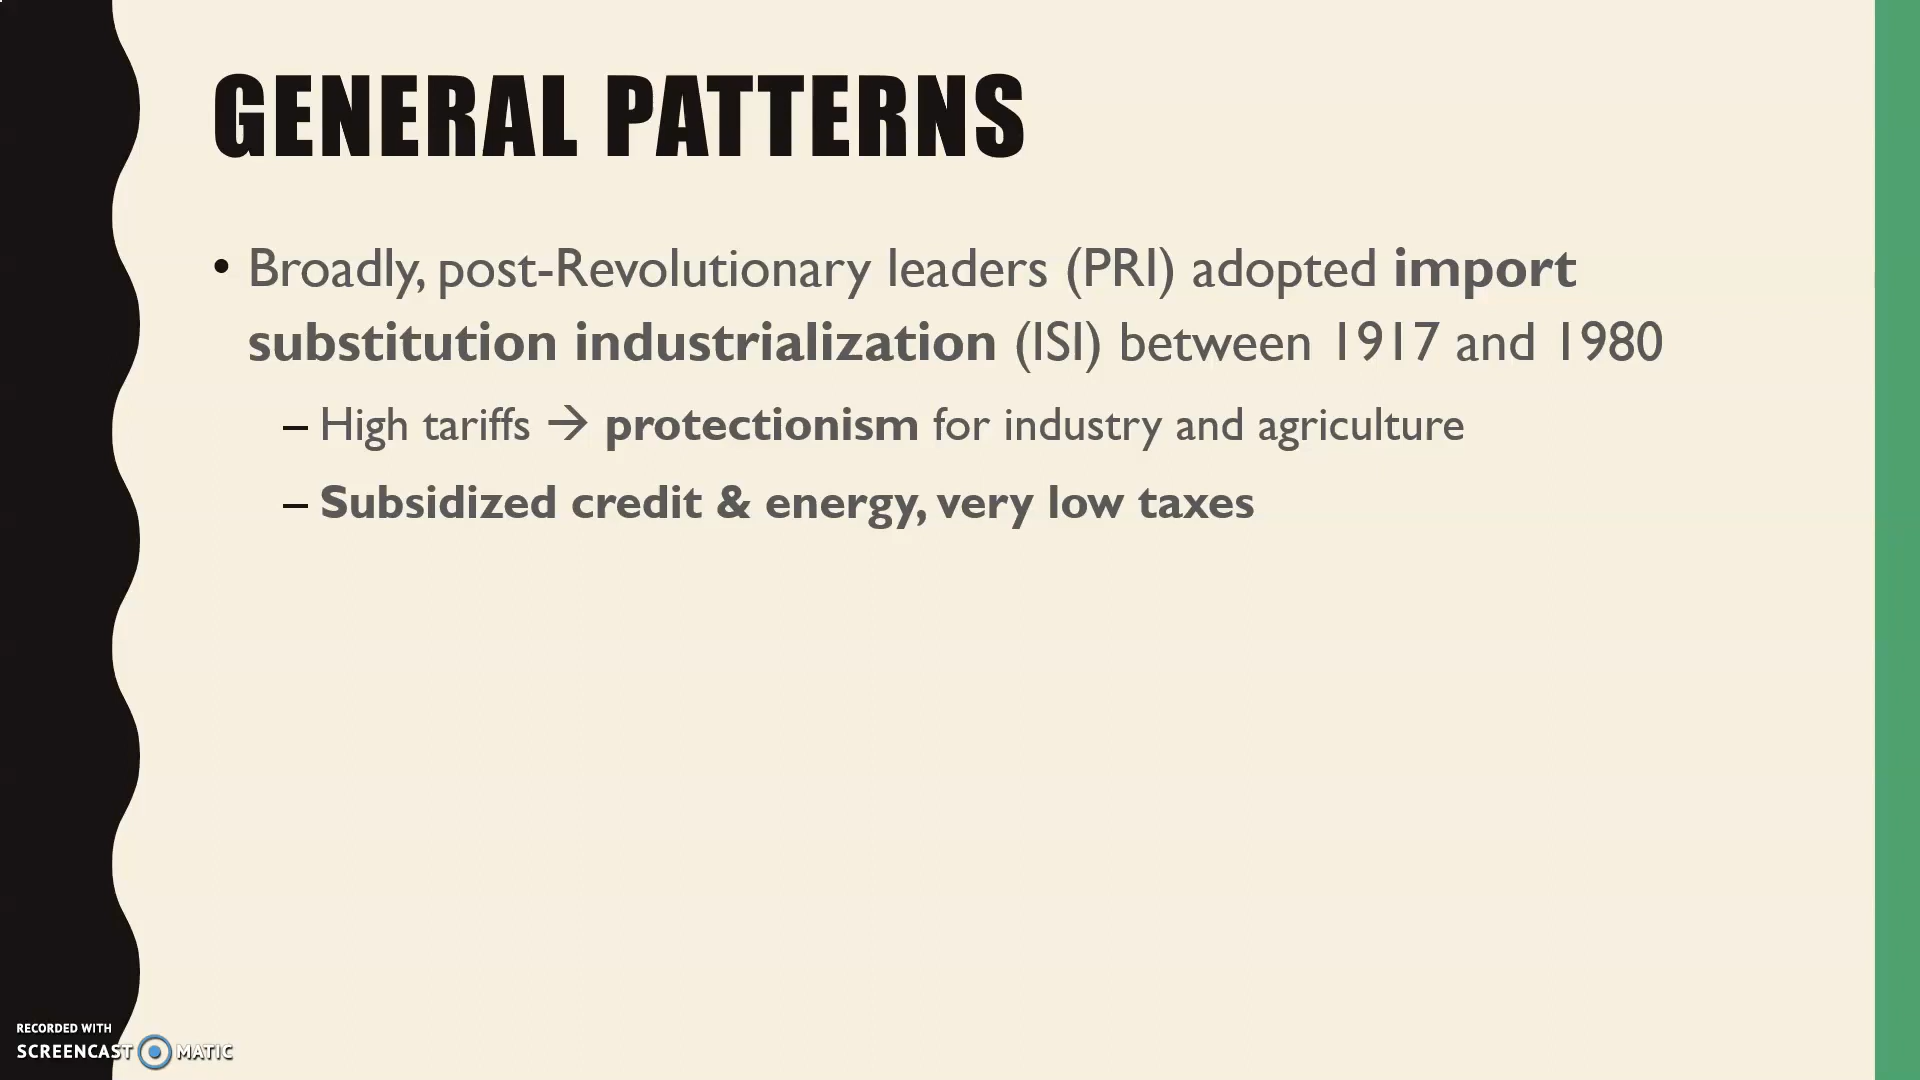 GENERAL PATTERNS
• Broadly, post-Revolutionary leaders (PRI) adopted import
substitution industrialization (ISI) between 1917 and 1980
– High tariffs → protectionism for industry and agriculture
– Subsidized credit & energy, very low taxes
RECORDED WITH
SCREENCAST MATIC